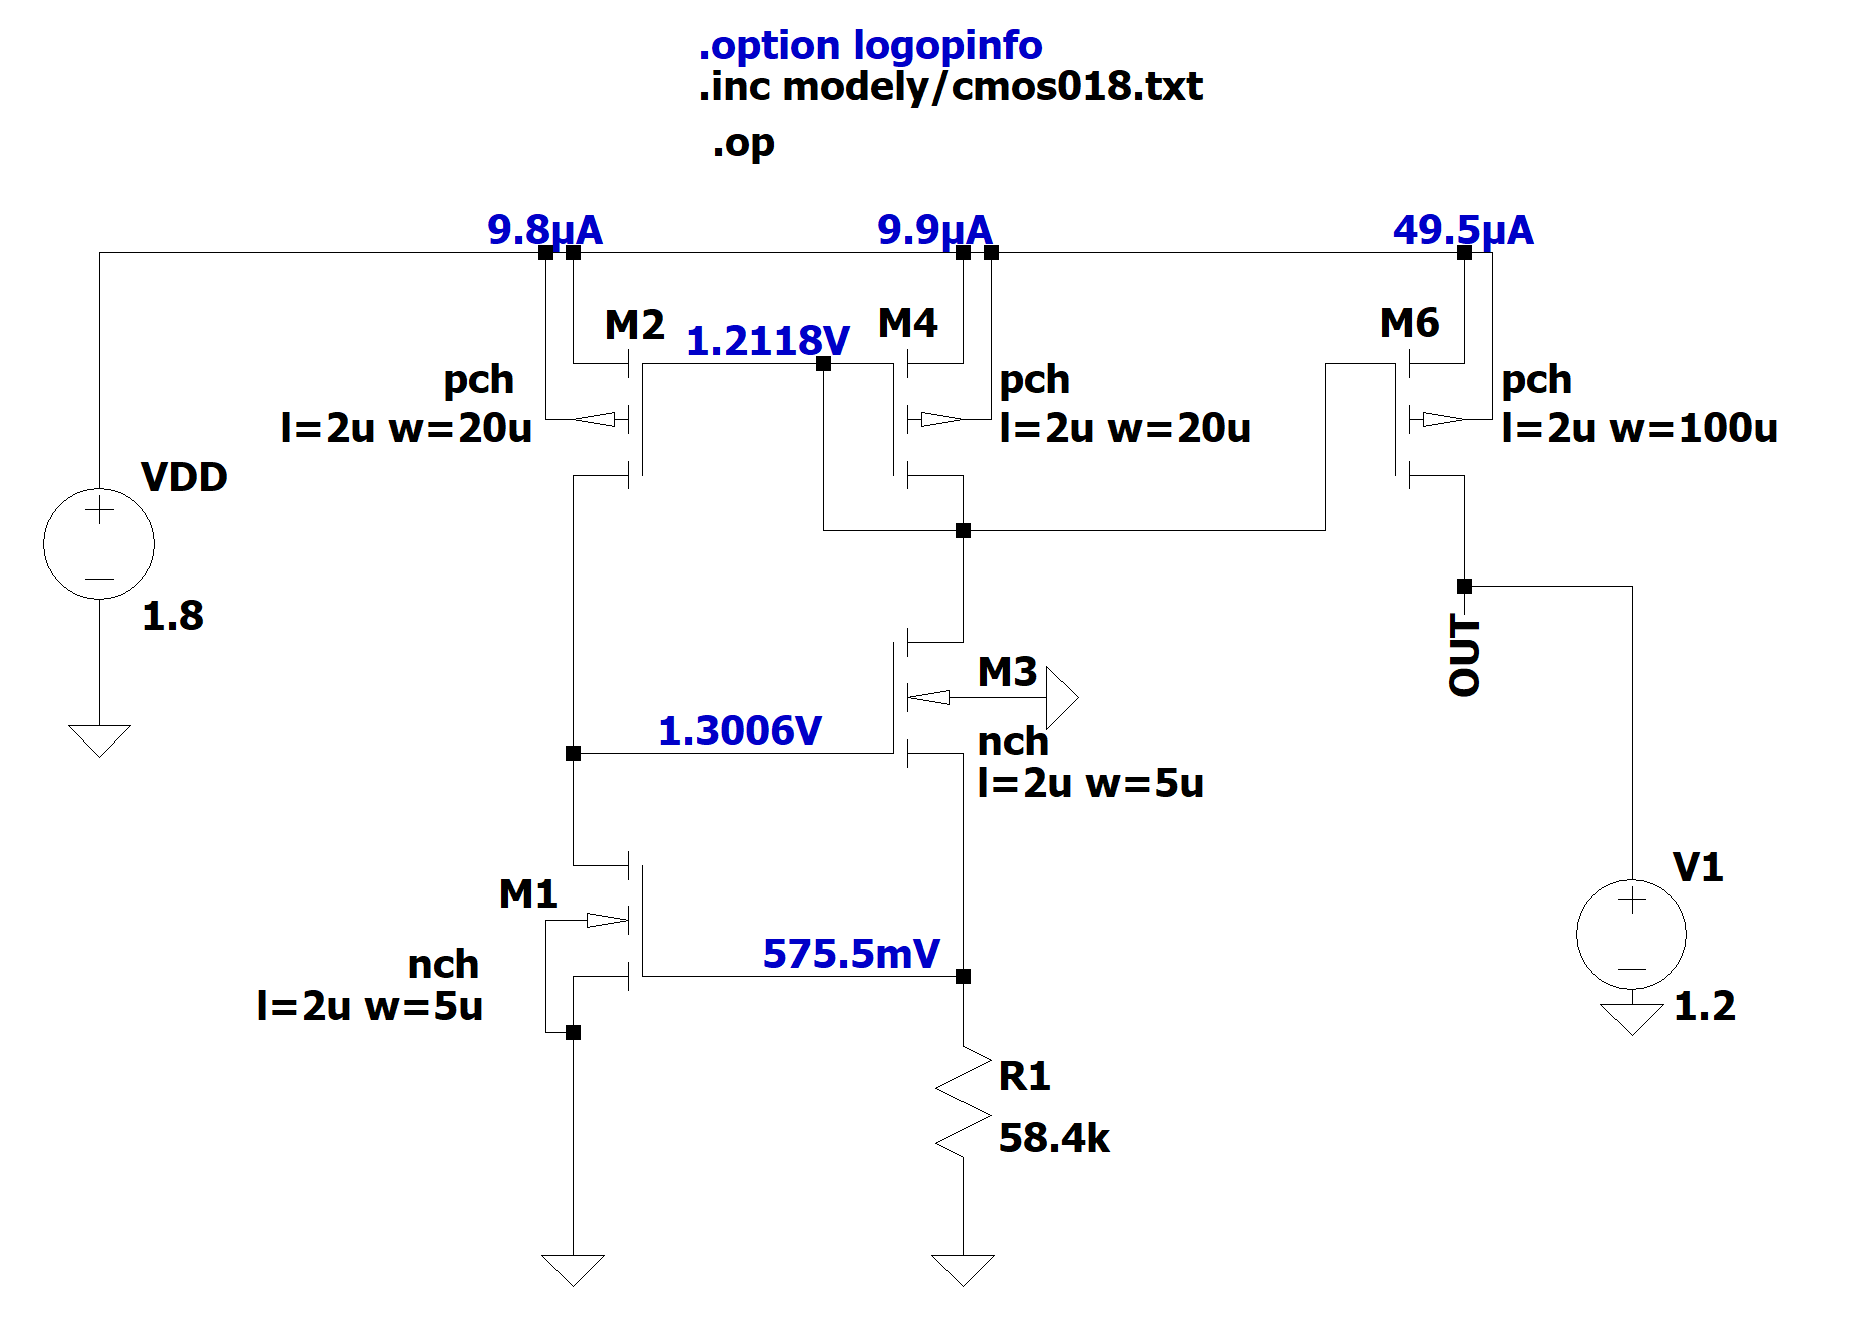 .option logopinfo
.inc modely/cmos018.txt
.op
9.8µA
9.9µA
49.5µA
M2
1.2118V
M4
M6
pch
l=2u w=20u
pch
l=2u w=20u
pch
l=2u w=100u
VDD
1.8
OUT
M3
1.3006V
nch
l=2u w=5u
V1
1.2
M1
575.5mV
nch
l=2u w=5u
R1
58.4k